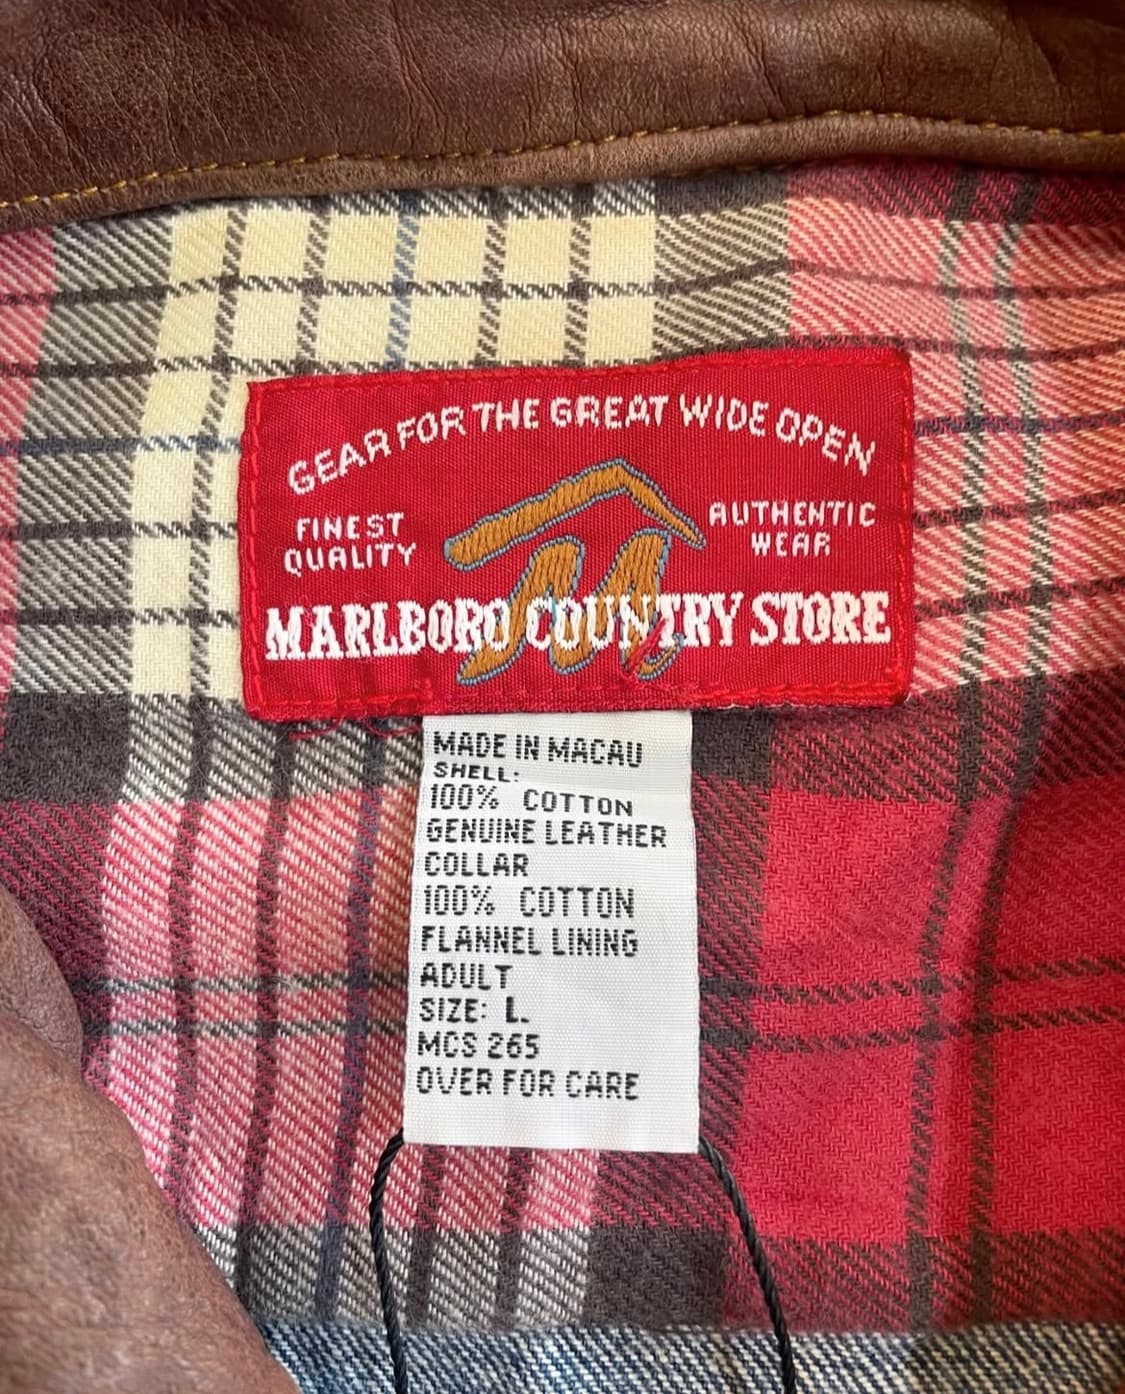 GEAR FOR THE GREAT WIDE OPEN
FINEST
QUALITY
AUTHENTIC
WEAR
MARLBORO COUNTRY STORE
MADE IN MACAU
SHELL:
100% COTTON
GENUINE LEATHER
COLLAR
100% COTTON
FLANNEL LINING
ADULT
SIZE: L.
MCS 265
OVER FOR CARE